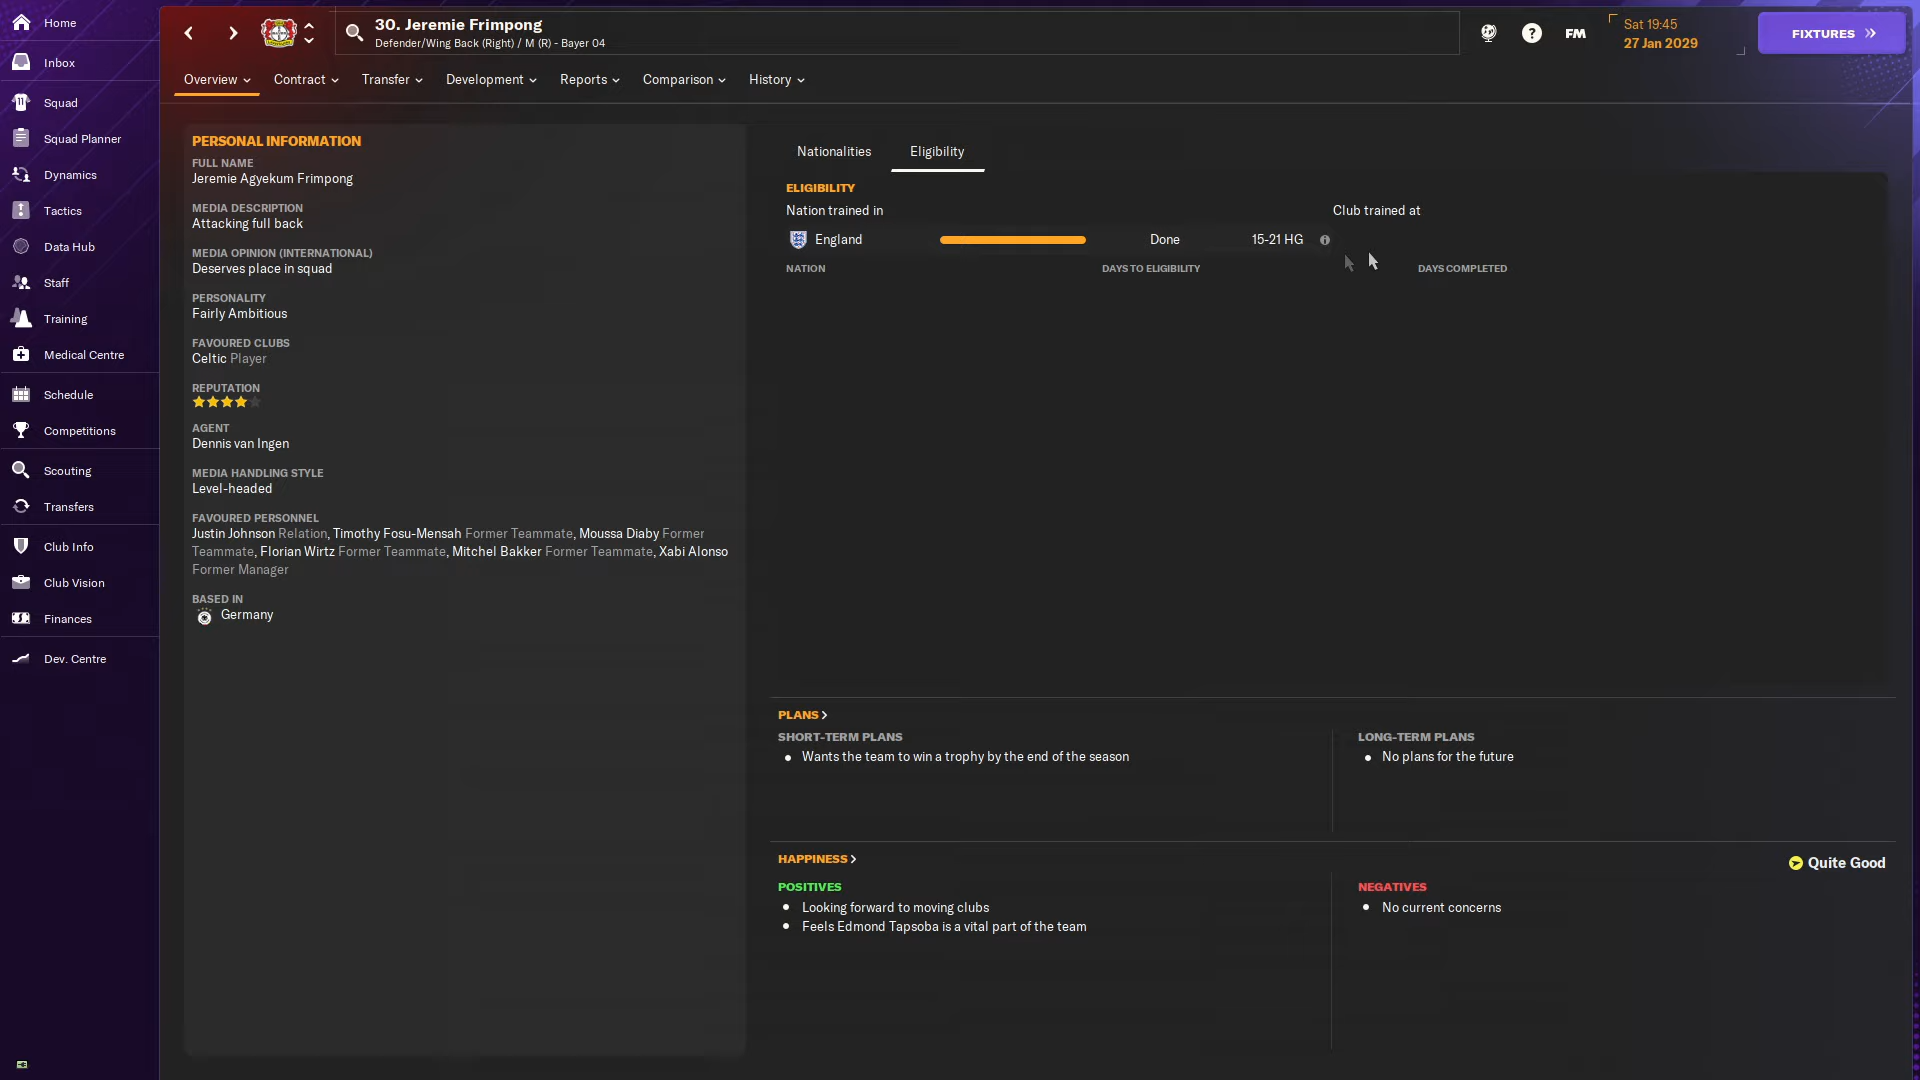 Home
Inbox
Squad
Squad Planner
Dynamics
Tactics
Data Hub
Staff
Training
Medical Centre
Schedule
Competitions
Scouting
Transfers
Club Info
Club Vision
Finances
Dev. Centre
30. Jeremie Frimpong
Defender/Wing Back (Right) / M (R) - Bayer 04
FM
Sat 19:45
27 Jan 2029
FIXTURES
Overview
Contract
Transfer
Development
Reports
Comparison
History
PERSONAL INFORMATION
FULL NAME
Jeremie Agyekum Frimpong
MEDIA DESCRIPTION
Attacking full back
MEDIA OPINION (INTERNATIONAL)
Deserves place in squad
PERSONALITY
Fairly Ambitious
FAVOURED CLUBS
Celtic Player
REPUTATION
AGENT
Dennis van Ingen
MEDIA HANDLING STYLE
Level-headed
FAVOURED PERSONNEL
Justin Johnson Relation, Timothy Fosu-Mensah Former Teammate, Moussa Diaby Former
Teammate, Florian Wirtz Former Teammate, Mitchel Bakker Former Teammate, Xabi Alonso
Former Manager
BASED IN
Germany
Nationalities
Eligibility
ELIGIBILITY
Nation trained in
Club trained at
England
Done
15-21 HG
NATION
DAYS TO ELIGIBILITY
DAYS COMPLETED
PLANS
SHORT-TERM PLANS
Wants the team to win a trophy by the end of the season
LONG-TERM PLANS
No plans for the future
HAPPINESS
Quite Good
POSITIVES
Looking forward to moving clubs
Feels Edmond Tapsoba is a vital part of the team
NEGATIVES
No current concerns